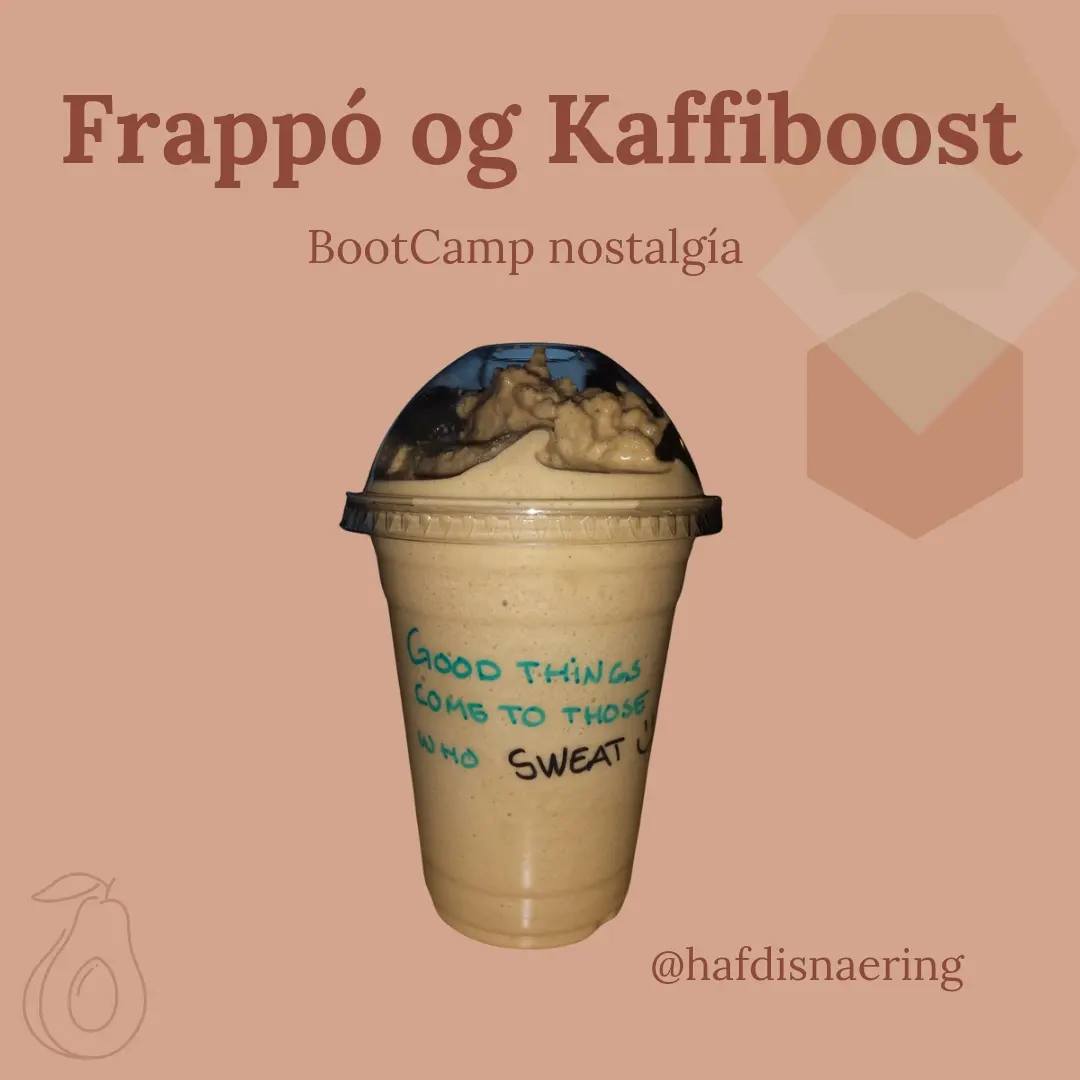 Frappó og Kaffiboost
BootCamp nostalgía
GOOD THINGS
COME TO THOSE
WHO SWEAT :)
@hafdisnaering